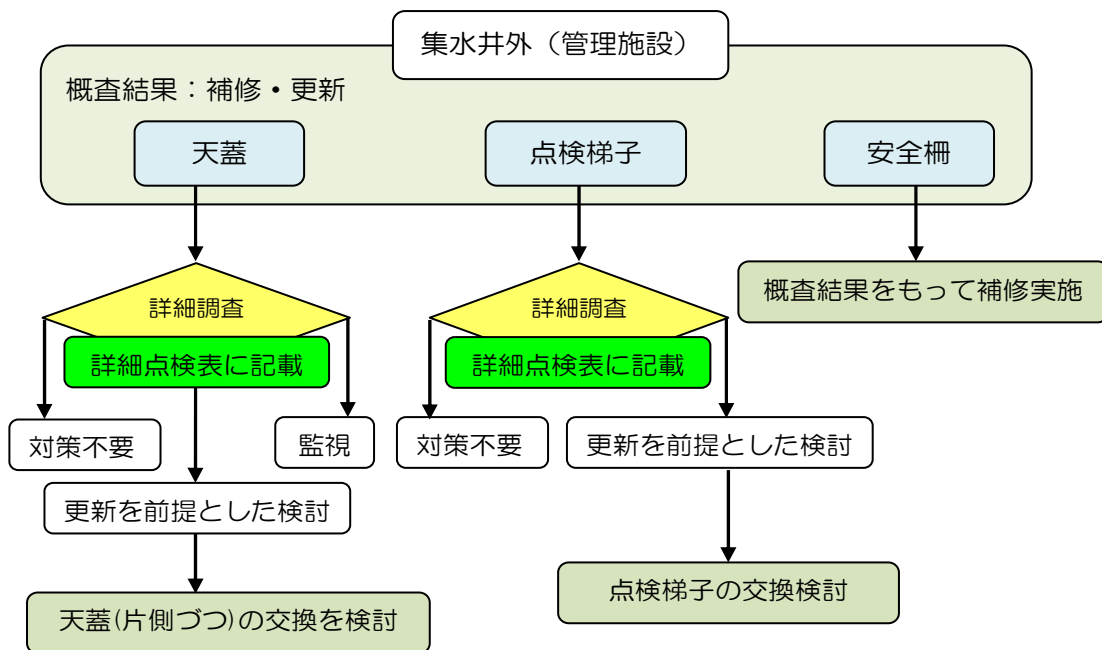 集水井外（管理施設）
概査結果：補修・更新
天蓋
点検梯子
安全柵
詳細調査
詳細点検表に記載
詳細調査
詳細点検表に記載
概査結果をもって補修実施
対策不要
監視
対策不要
更新を前提とした検討
更新を前提とした検討
点検梯子の交換検討
天蓋(片側づつ)の交換を検討